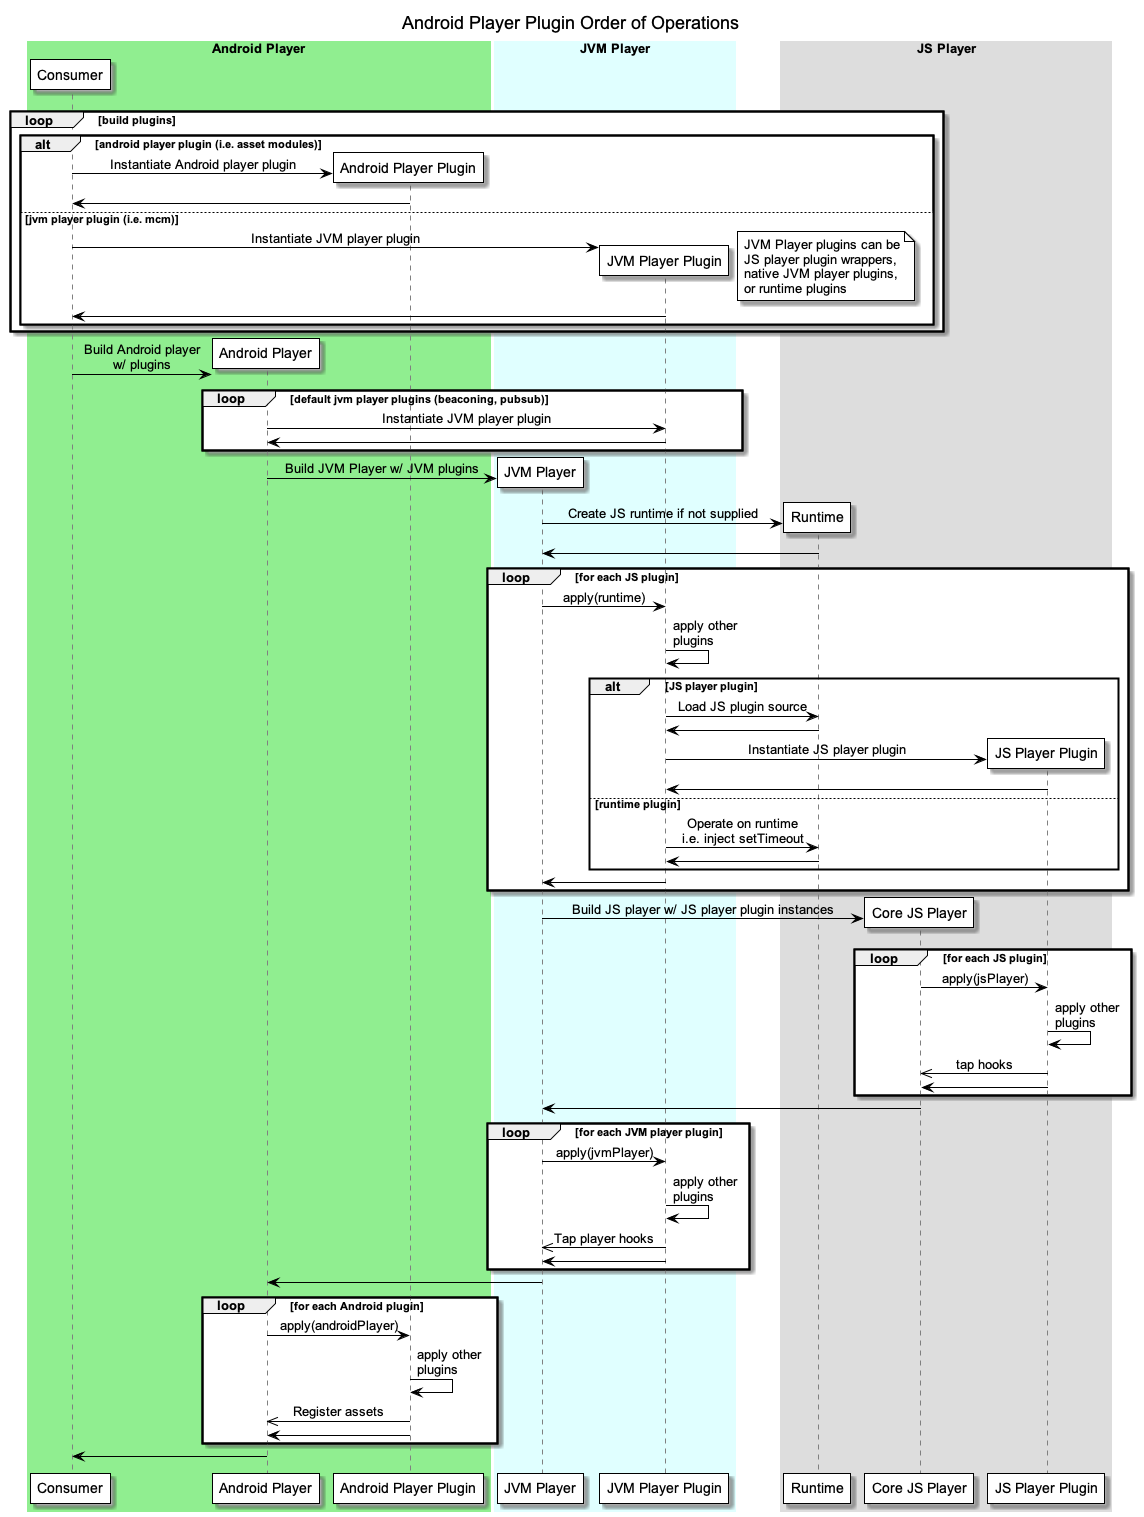 Android Player Plugin Order of Operations
Android Player
JVM Player
JS Player
Consumer
loop
[build plugins]
alt
[android player plugin (i.e. asset modules)]
Instantiate Android player plugin
Android Player Plugin
[jvm player plugin (i.e. mcm)]
Instantiate JVM player plugin
JVM Player Plugin
JVM Player plugins can be
JS player plugin wrappers,
native JVM player plugins,
or runtime plugins
Build Android player
w/ plugins
Android Player
loop
[default jvm player plugins (beaconing, pubsub)]
Instantiate JVM player plugin
Build JVM Player w/ JVM plugins
JVM Player
Create JS runtime if not supplied
Runtime
loop
[for each JS plugin]
apply(runtime)
apply other
plugins
alt
[JS player plugin]
Load JS plugin source
Instantiate JS player plugin
JS Player Plugin
[runtime plugin]
Operate on runtime
i.e. inject setTimeout
Build JS player w/ JS player plugin instances
Core JS Player
loop
[for each JS plugin]
apply(jsPlayer)
apply other
plugins
tap hooks
loop
[for each JVM player plugin]
apply(jvmPlayer)
apply other
plugins
Tap player hooks
loop
[for each Android plugin]
apply(androidPlayer)
apply other
plugins
Register assets
Consumer
Android Player
Android Player Plugin
JVM Player
JVM Player Plugin
Runtime
Core JS Player
JS Player Plugin